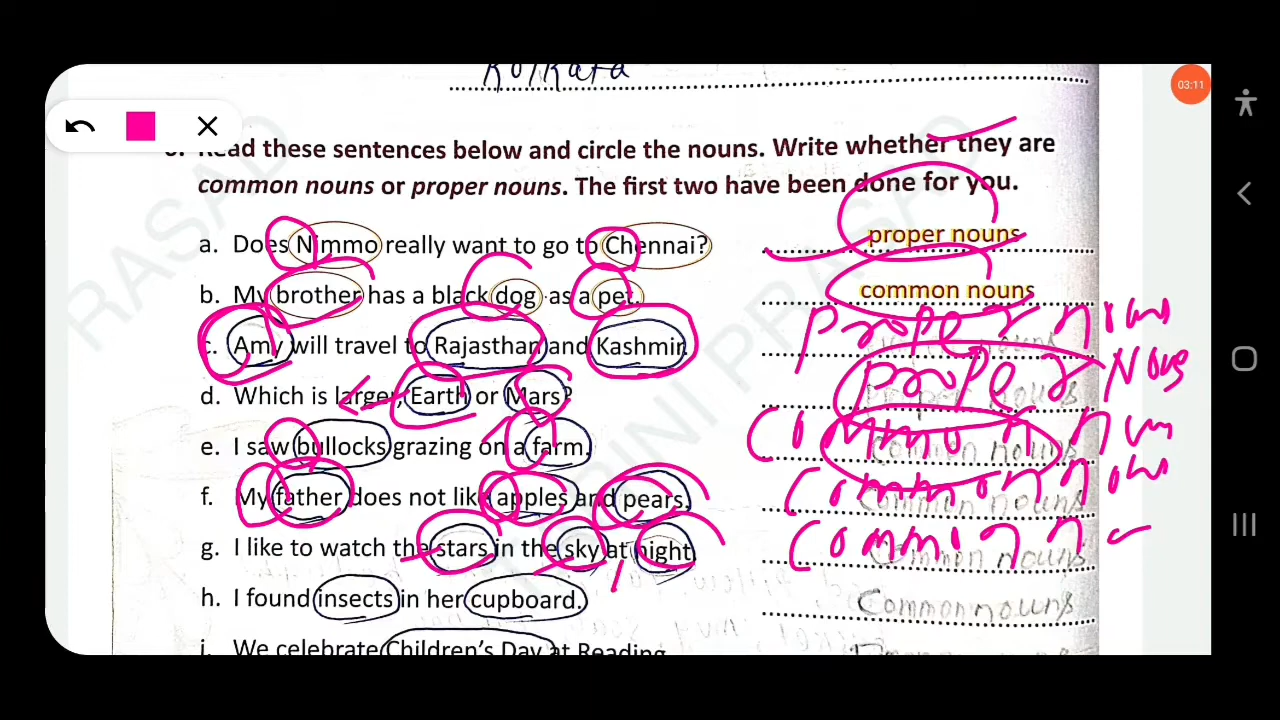 Kolkata
03:11
Read these sentences below and circle the nouns. Write whether they are
common nouns or proper nouns. The first two have been done for you.
a. Does Nimmo really want to go to Chennai? proper nouns
b. My brother has a black dog as a pet. common nouns
c. Amy will travel to Rajasthan and Kashmir. proper nouns
d. Which is larger, Earth or Mars? proper Nouns
e. I saw bullocks grazing on a farm. Common nouns
f. My father does not like apples and pears. Common nouns
g. I like to watch the stars in the sky at night. Common nouns
h. I found insects in her cupboard. Common nouns
i. We celebrate Children's Day at Reading